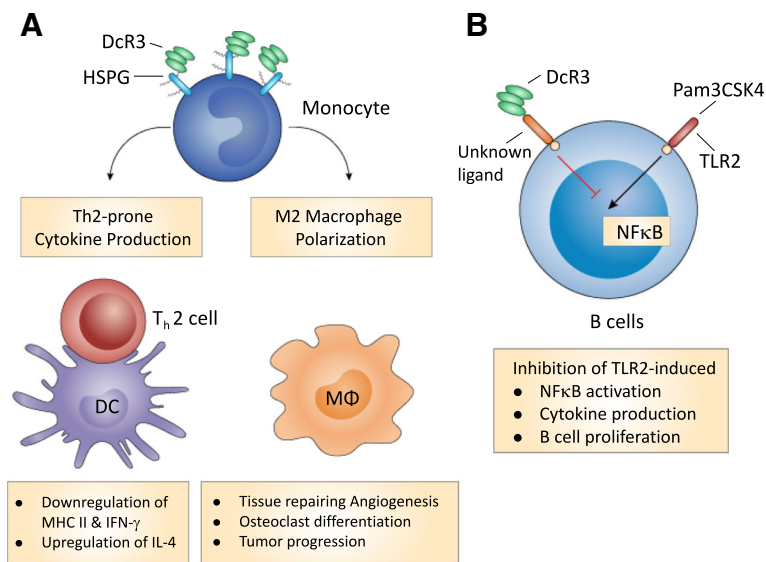 A
DcR3
HSPG
Monocyte
Th2-prone
Cytokine Production
M2 Macrophage
Polarization
Th2 cell
DC
MΦ
● Downregulation of
MHC II & IFN-γ
● Upregulation of IL-4
● Tissue repairing Angiogenesis
● Osteoclast differentiation
● Tumor progression
B
DcR3
Pam3CSK4
Unknown
ligand
TLR2
NFκB
B cells
Inhibition of TLR2-induced
● NFκB activation
● Cytokine production
● B cell proliferation